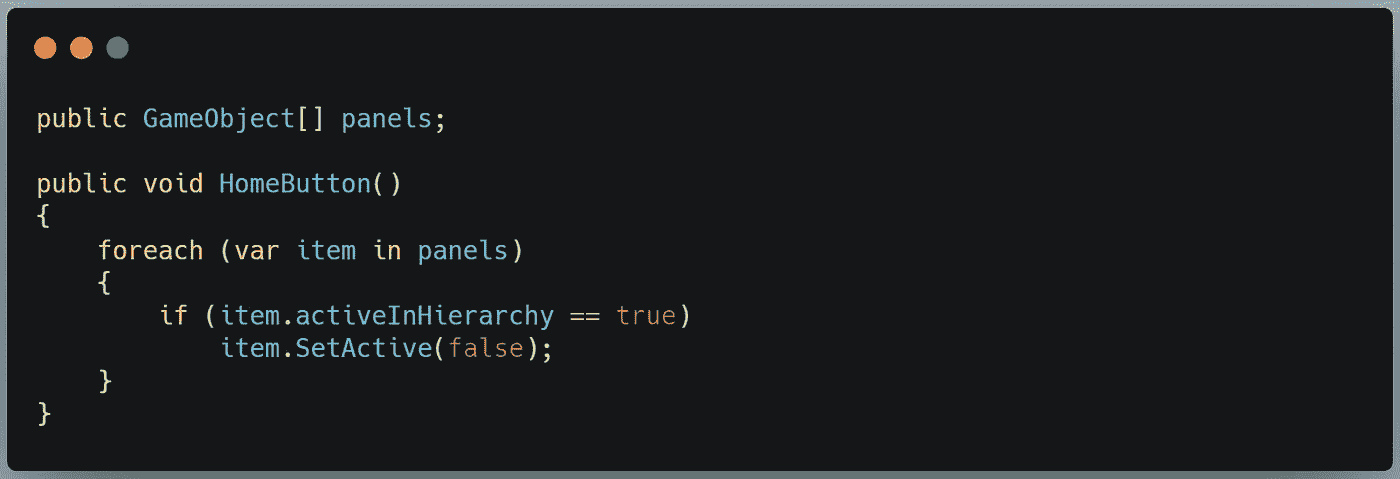 public GameObject[] panels;
public void HomeButton()
{
    foreach (var item in panels)
    {
        if (item.activeInHierarchy == true)
            item.SetActive(false);
    }
}